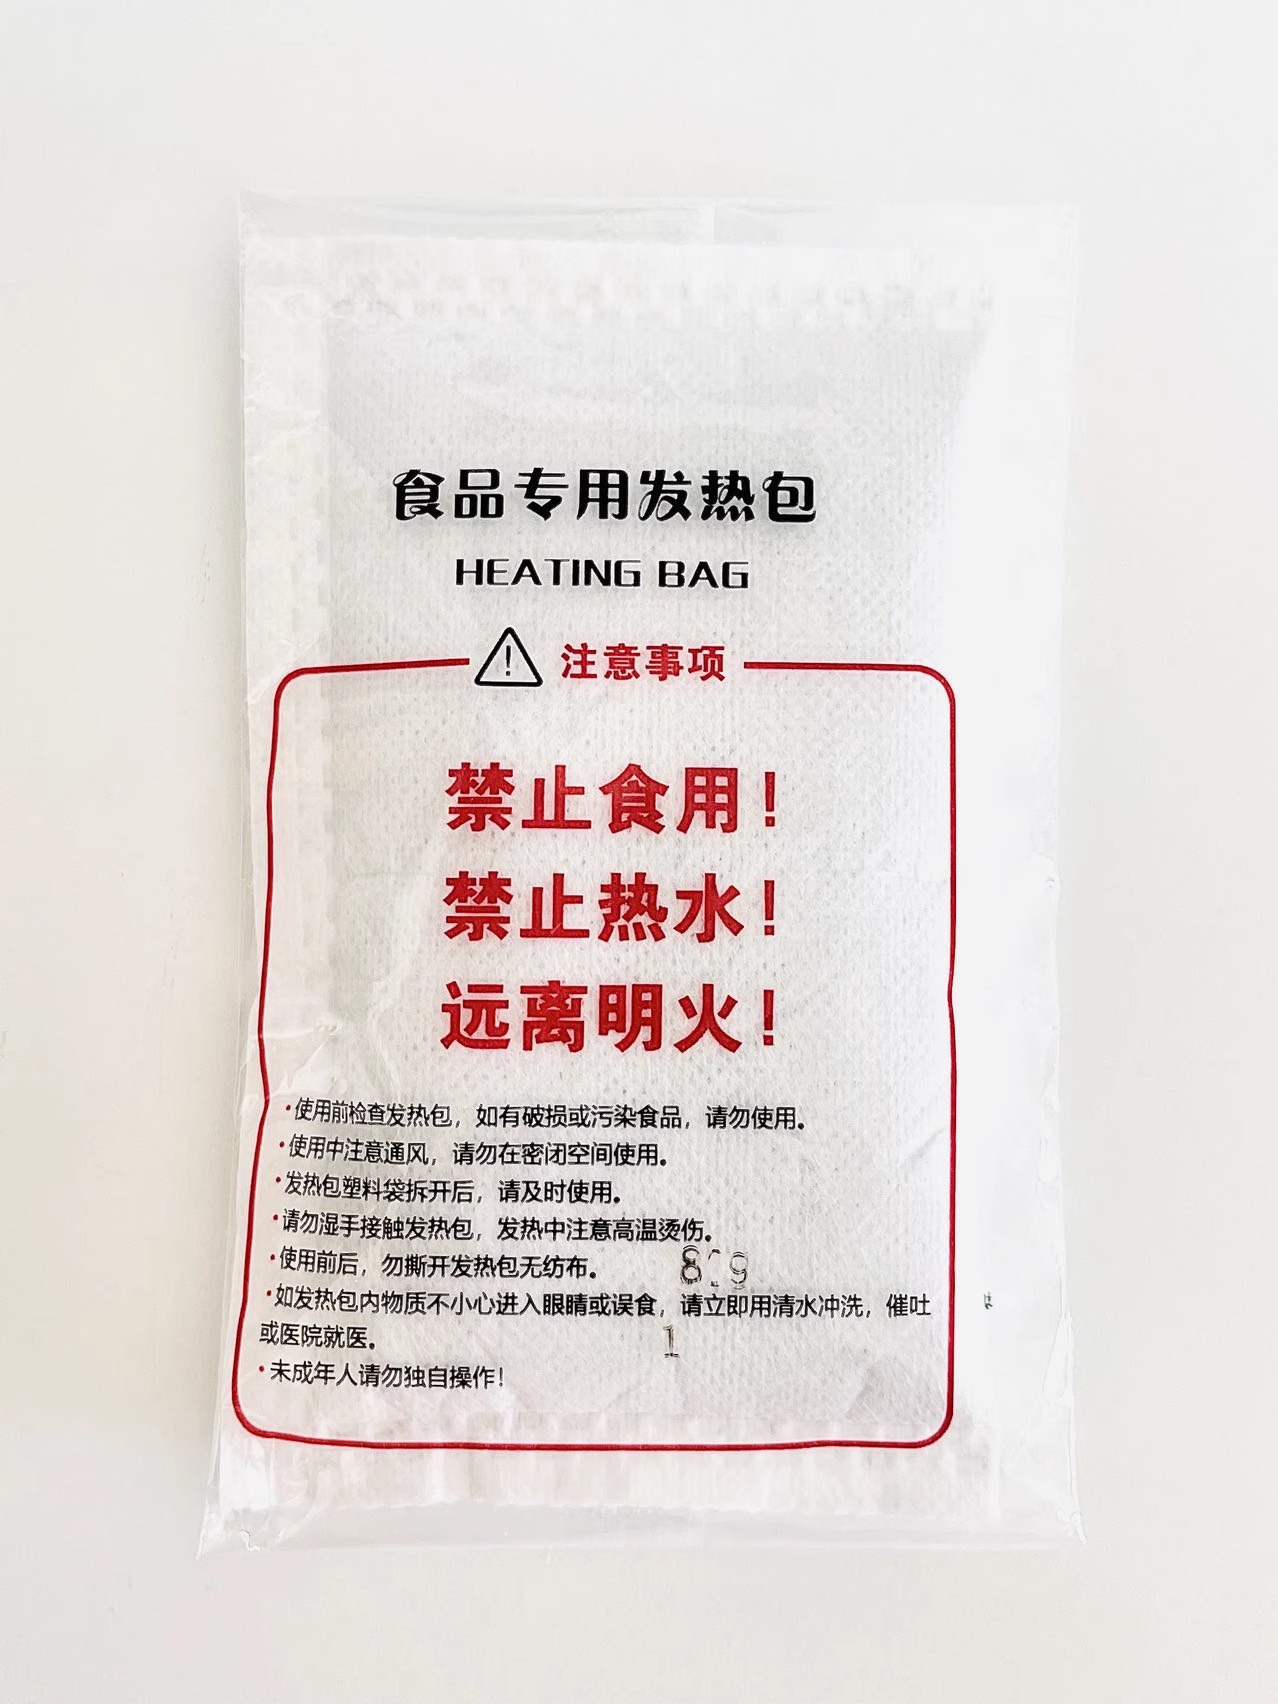 食品专用发热包
HEATING BAG
注意事项
禁止食用！
禁止热水！
远离明火！
·使用前检查发热包，如有破损或污染食品，请勿使用。
·使用中注意通风，请勿在密闭空间使用。
·发热包塑料袋拆开后，请及时使用。
·请勿湿手接触发热包，发热中注意高温烫伤。
·使用前后，勿撕开发热包无纺布。
·如发热包内物质不小心进入眼睛或误食，请立即用清水冲洗，催吐
或医院就医。
1
·未成年人请勿独自操作！